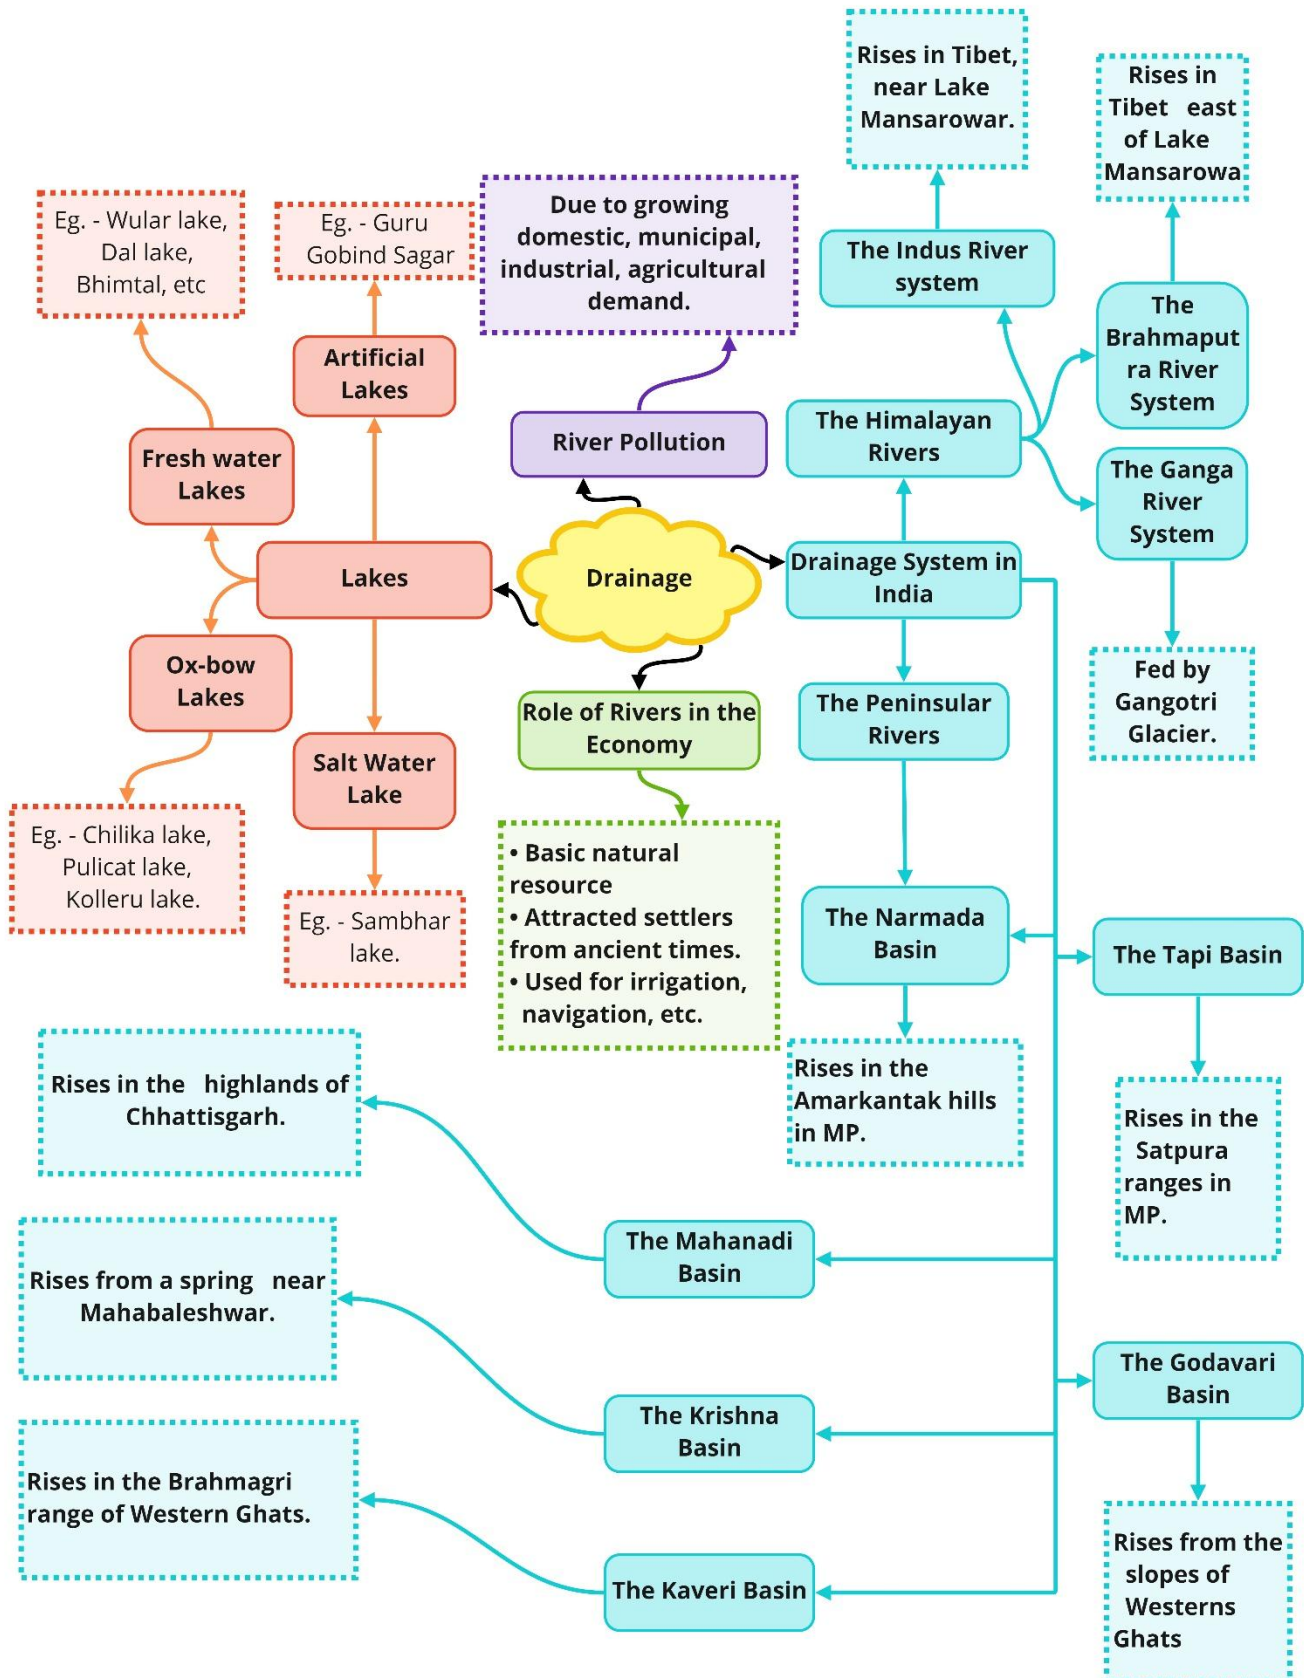 Rises in Tibet,
near Lake
Mansarowar.
Rises in
Tibet east
of Lake
Mansarowa
Eg. - Wular lake,
Dal lake,
Bhimtal, etc
Eg. - Guru
Gobind Sagar
Due to growing
domestic, municipal,
industrial, agricultural
demand.
The Indus River
system
The
Brahmaput
ra River
System
Artificial
Lakes
River Pollution
The Himalayan
Rivers
Fresh water
Lakes
The Ganga
River
System
Lakes
Drainage
Drainage System in
India
Ox-bow
Lakes
Fed by
Gangotri
Glacier.
Role of Rivers in the
Economy
The Peninsular
Rivers
Salt Water
Lake
Eg. - Chilika lake,
Pulicat lake,
Kolleru lake.
• Basic natural
resource
• Attracted settlers
from ancient times.
• Used for irrigation,
navigation, etc.
Eg. - Sambhar
lake.
The Narmada
Basin
The Tapi Basin
Rises in the highlands of
Chhattisgarh.
Rises in the
Amarkantak hills
in MP.
Rises in the
Satpura
ranges in
MP.
The Mahanadi
Basin
Rises from a spring near
Mahabaleshwar.
The Godavari
Basin
The Krishna
Basin
Rises in the Brahmagri
range of Western Ghats.
Rises from the
slopes of
Westerns
Ghats
The Kaveri Basin